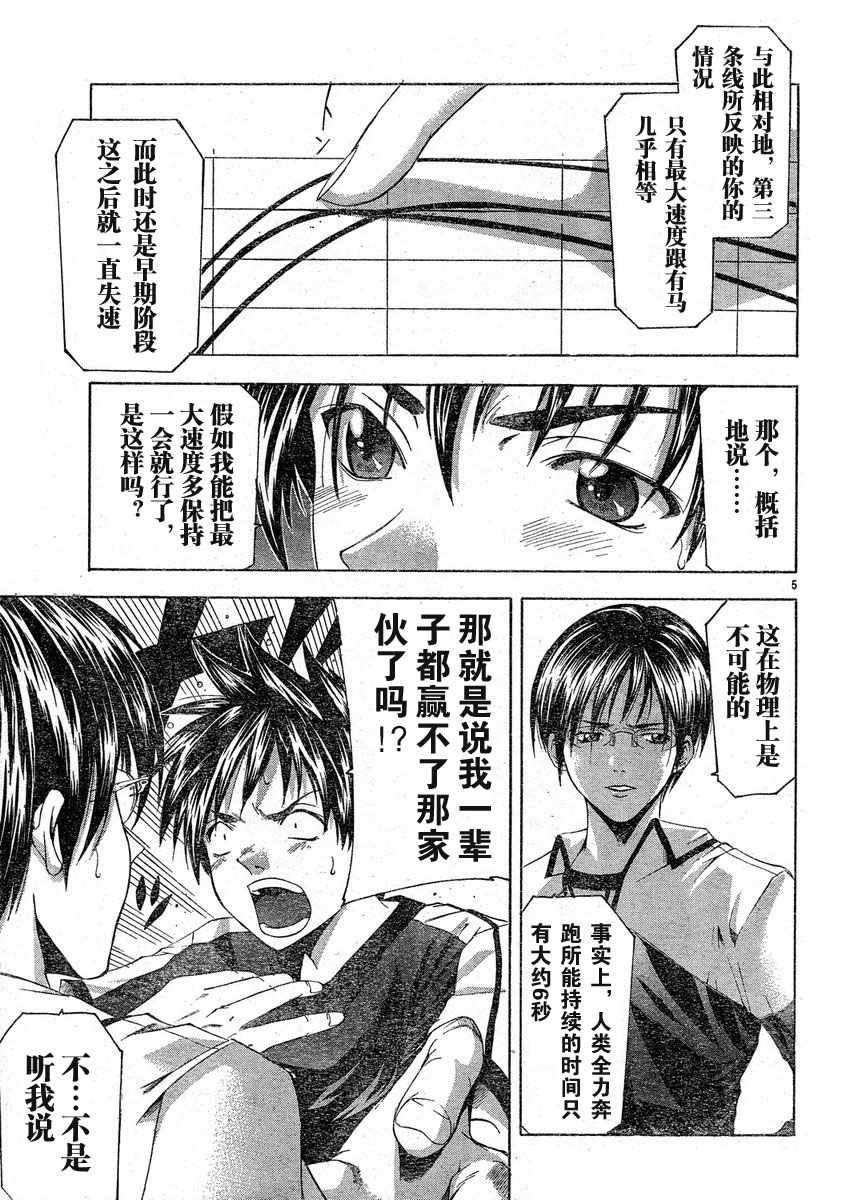 与此相对地，第三
条线所反映的你的
情况
只有最大速度跟有马
几乎相等
而此时还是早期阶段
这之后就一直失速
那个，概括
地说……
假如我能把最
大速度多保持
一会就行了，
是这样吗？
5
这在物理上是
不可能的
事实上，人类全力奔
跑所能持续的时间只
有大约6秒
那就是说我一辈
子都赢不了那家
伙了吗！？
不…不是
听我说